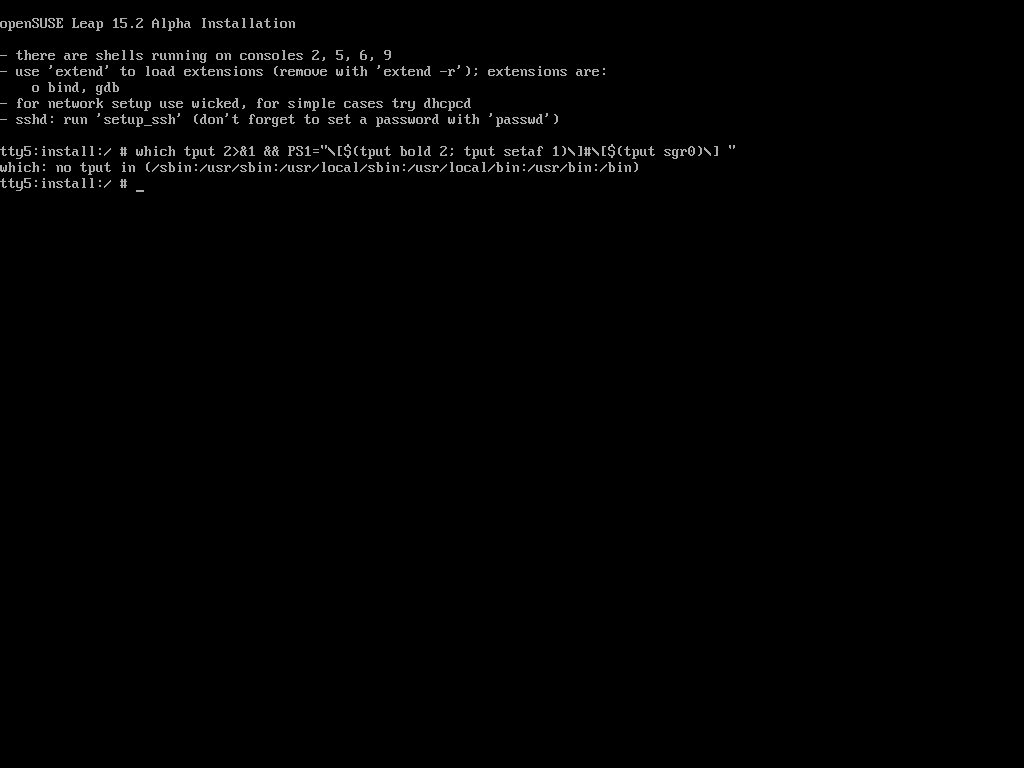 openSUSE Leap 15.2 Alpha Installation
- there are shells running on consoles 2, 5, 6, 9
- use 'extend' to load extensions (remove with 'extend -r'); extensions are:
o bind, gdb
- for network setup use wicked, for simple cases try dhcpcd
- sshd: run 'setup_ssh' (don't forget to set a password with 'passwd')
tty5:install:/ # which tput 2>&1 && PS1="\[$(tput bold 2; tput setaf 1)\]#\[$(tput sgr0)\] "
which: no tput in (/sbin:/usr/sbin:/usr/local/sbin:/usr/local/bin:/usr/bin:/bin)
tty5:install:/ # _